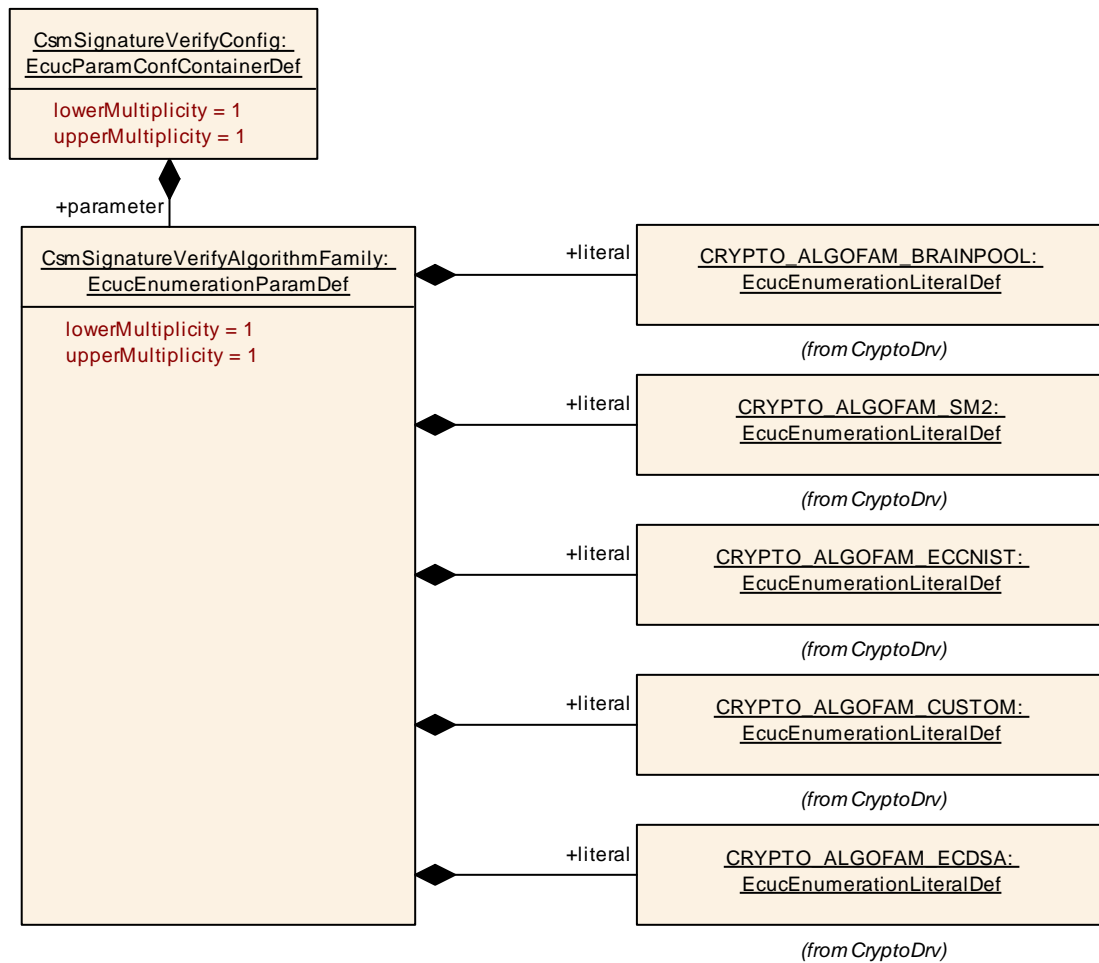 CsmSignatureVerifyConfig:
EcucParamConfContainerDef
lowerMultiplicity = 1
upperMultiplicity = 1
+parameter
CsmSignatureVerifyAlgorithmFamily:
EcucEnumerationParamDef
lowerMultiplicity = 1
upperMultiplicity = 1
+literal
CRYPTO_ALGOFAM_BRAINPOOL:
EcucEnumerationLiteralDef
(from CryptoDrv)
+literal
CRYPTO_ALGOFAM_SM2:
EcucEnumerationLiteralDef
(from CryptoDrv)
+literal
CRYPTO_ALGOFAM_ECCNIST:
EcucEnumerationLiteralDef
(from CryptoDrv)
+literal
CRYPTO_ALGOFAM_CUSTOM:
EcucEnumerationLiteralDef
(from CryptoDrv)
+literal
CRYPTO_ALGOFAM_ECDSA:
EcucEnumerationLiteralDef
(from CryptoDrv)